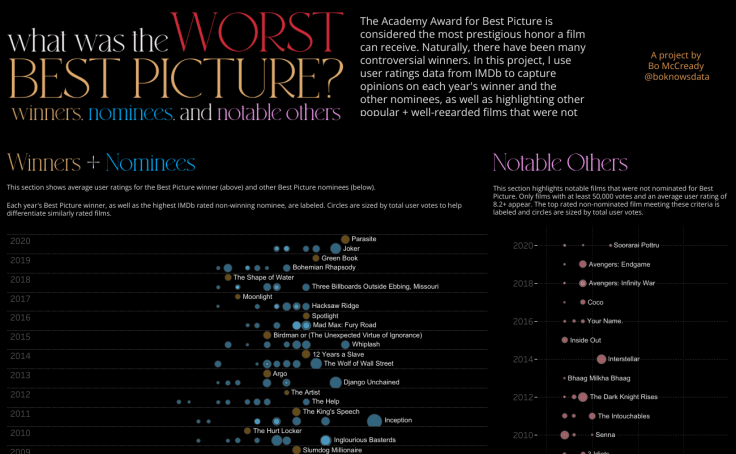 what was the WORST
BEST PICTURE?
winners, nominees, and notable others
The Academy Award for Best Picture is
considered the most prestigious honor a film
can receive. Naturally, there have been many
controversial winners. In this project, I use
user ratings data from IMDb to capture
opinions on each year's winner and the
other nominees, as well as highlighting other
popular + well-regarded films that were not
A project by
Bo McCready
@boknowsdata
Winners + Nominees
This section shows average user ratings for the Best Picture winner (above) and other Best Picture nominees (below).
Each year's Best Picture winner, as well as the highest IMDb rated non-winning nominee, are labeled. Circles are sized by total user votes to help
differentiate similarly rated films.
2020
Parasite
Joker
2019
Green Book
Bohemian Rhapsody
2018
The Shape of Water
Three Billboards Outside Ebbing, Missouri
2017
Moonlight
Hacksaw Ridge
2016
Spotlight
Mad Max: Fury Road
2015
Birdman or (The Unexpected Virtue of Ignorance)
Whiplash
2014
12 Years a Slave
The Wolf of Wall Street
2013
Argo
Django Unchained
2012
The Artist
The Help
2011
The King's Speech
Inception
2010
The Hurt Locker
Inglourious Basterds
2009
Slumdog Millionaire
Notable Others
This section highlights notable films that were not nominated for Best
Picture. Only films with at least 50,000 votes and an average user rating of
8.2+ appear. The top rated non-nominated film meeting these criteria is
labeled and circles are sized by total user votes.
2020
Soorarai Pottru
Avengers: Endgame
2018
Avengers: Infinity War
Coco
2016
Your Name.
Inside Out
2014
Interstellar
Bhaag Milkha Bhaag
2012
The Dark Knight Rises
The Intouchables
2010
Senna
3 Idiots